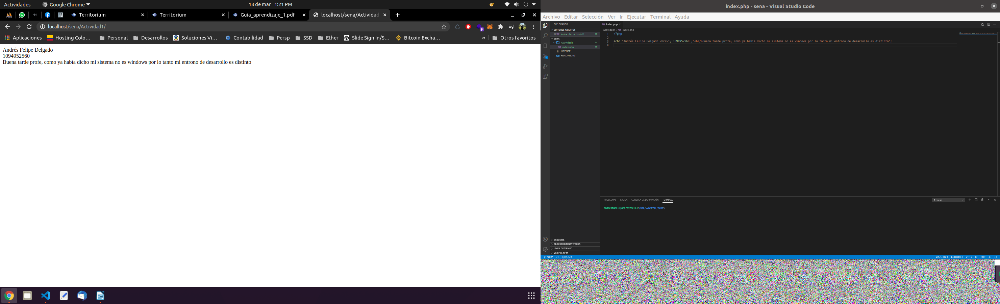 Actividades
Google Chrome
13 de mar 1:21 PM
Territorium
Territorium
Guia_aprendizaje_1.pdf
localhost/sena/Actividad
localhost/sena/Actividad1/
9
Aplicaciones
Hosting Colo...
Personal
Desarrollos
Soluciones Vi...
Contabilidad
Persp
SSD
Ether
Slide Sign In/S...
Bitcoin Excha...
»
Otros favoritos
Andrés Felipe Delgado
1094952560
Buena tarde profe, como ya había dicho mi sistema no es windows por lo tanto mi entrono de desarrollo es distinto
index.php - sena - Visual Studio Code
Archivo Editar Selección Ver Ir Ejecutar Terminal Ayuda
EXPLORADOR
EDITORES ABIERTOS
index.php Actividad1 U
SENA
Actividad1
index.php U
LICENSE
README.md
ESQUEMA
BLOCKCHAIN NETWORKS
LÍNEA DE TIEMPO
SCRIPTS NPM
index.php
Actividad1 > index.php
1 <?php
2
3 echo "Andrés Felipe Delgado <br/>", 1094952560 ,"<br/>Buena tarde profe, como ya había dicho mi sistema no es windows por lo tanto mi entrono de desarrollo es distinto";
4
PROBLEMAS SALIDA CONSOLA DE DEPURACIÓN TERMINAL
1: bash
andresfdel13@andresfdel13:/var/www/html/sena$
main* 0 0
Lín. 4, col. 1 Espacios: 4 UTF-8 LF PHP